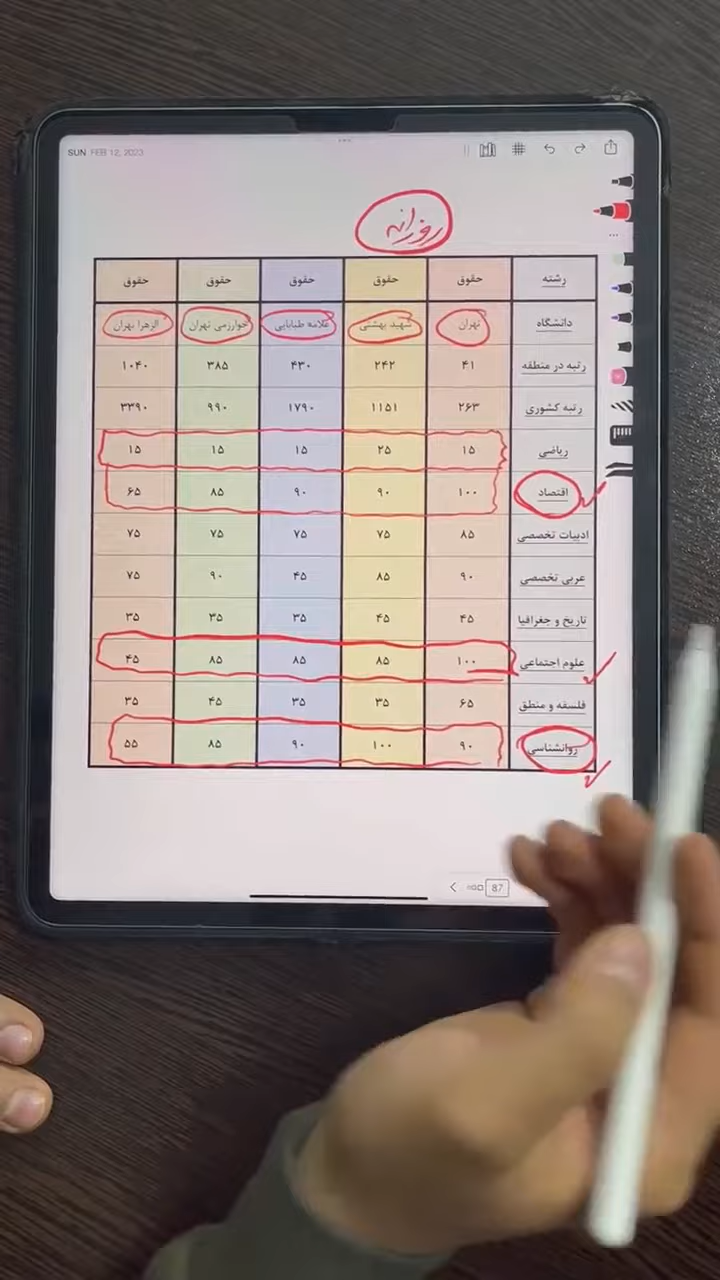 SUN FEB 12, 2023
روزانه
رشته حقوق حقوق حقوق حقوق حقوق
دانشگاه تهران شهید بهشتی علامه طباطبایی خوارزمی تهران الزهرا تهران
رتبه در منطقه ۴۱ ۲۴۲ ۴۳۰ ۳۸۵ ۱۰۴۰
رتبه کشوری ۲۶۳ ۱۱۵۱ ۱۷۹۰ ۹۹۰ ۳۳۹۰
ریاضی ۱۵ ۲۵ ۱۵ ۱۵ ۱۵
اقتصاد ۱۰۰ ۹۰ ۹۰ ۸۵ ۶۵
ادبیات تخصصی ۸۵ ۷۵ ۷۵ ۷۵ ۷۵
عربی تخصصی ۹۰ ۸۵ ۴۵ ۹۰ ۷۵
تاریخ و جغرافیا ۴۵ ۴۵ ۳۵ ۳۵ ۳۵
علوم اجتماعی ۱۰۰ ۸۵ ۸۵ ۸۵ ۴۵
فلسفه و منطق ۶۵ ۳۵ ۳۵ ۴۵ ۳۵
روانشناسی ۹۰ ۱۰۰ ۹۰ ۸۵ ۵۵
87